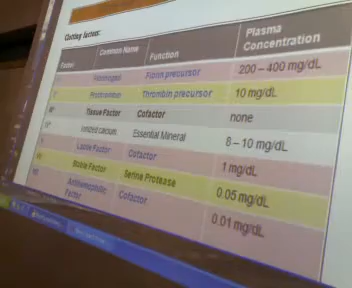 Clotting factors:
Factor Common Name Function Plasma Concentration
Fibrinogen Fibrin precursor 200 – 400 mg/dL
Prothrombin Thrombin precursor 10 mg/dL
Tissue Factor Cofactor none
Ionized calcium Essential Mineral 8 – 10 mg/dL
Labile Factor Cofactor 1 mg/dL
Stable Factor Serine Protease 0.05 mg/dL
Antihemophilic Factor Cofactor 0.01 mg/dL